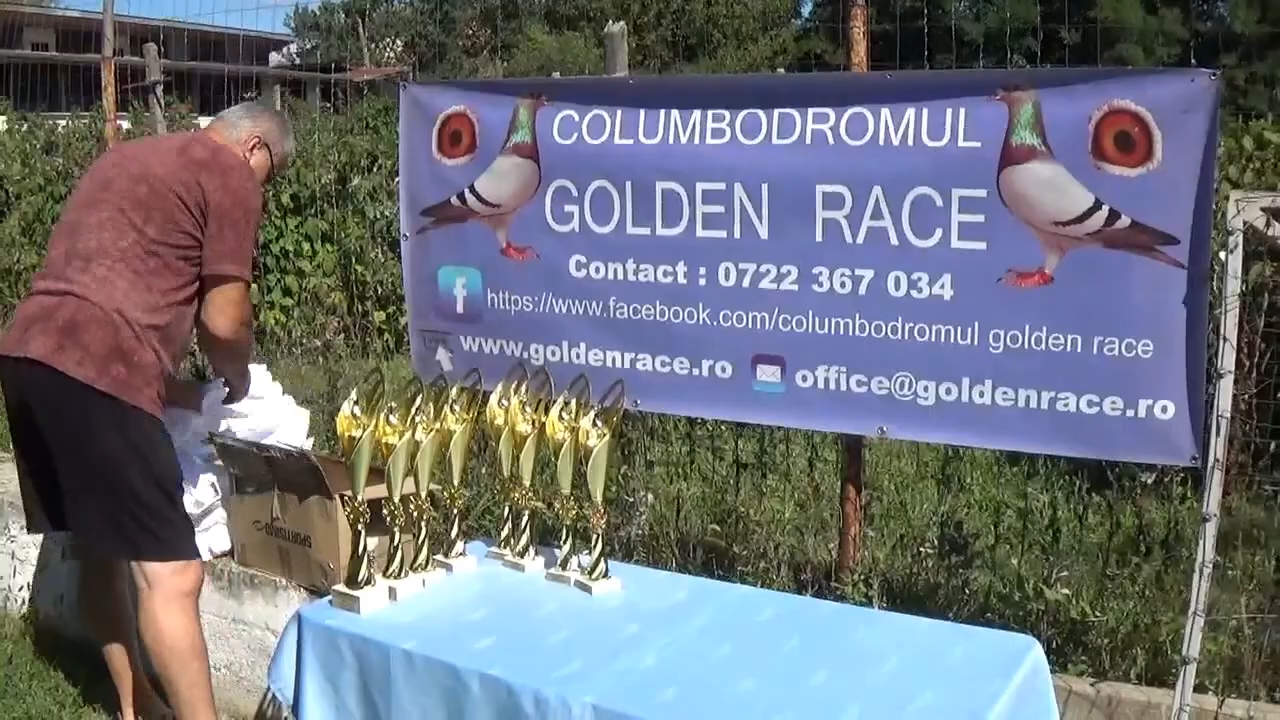 COLUMBODROMUL
GOLDEN RACE
Contact : 0722 367 034
f https://www.facebook.com/columbodromul golden race
www.goldenrace.ro office@goldenrace.ro